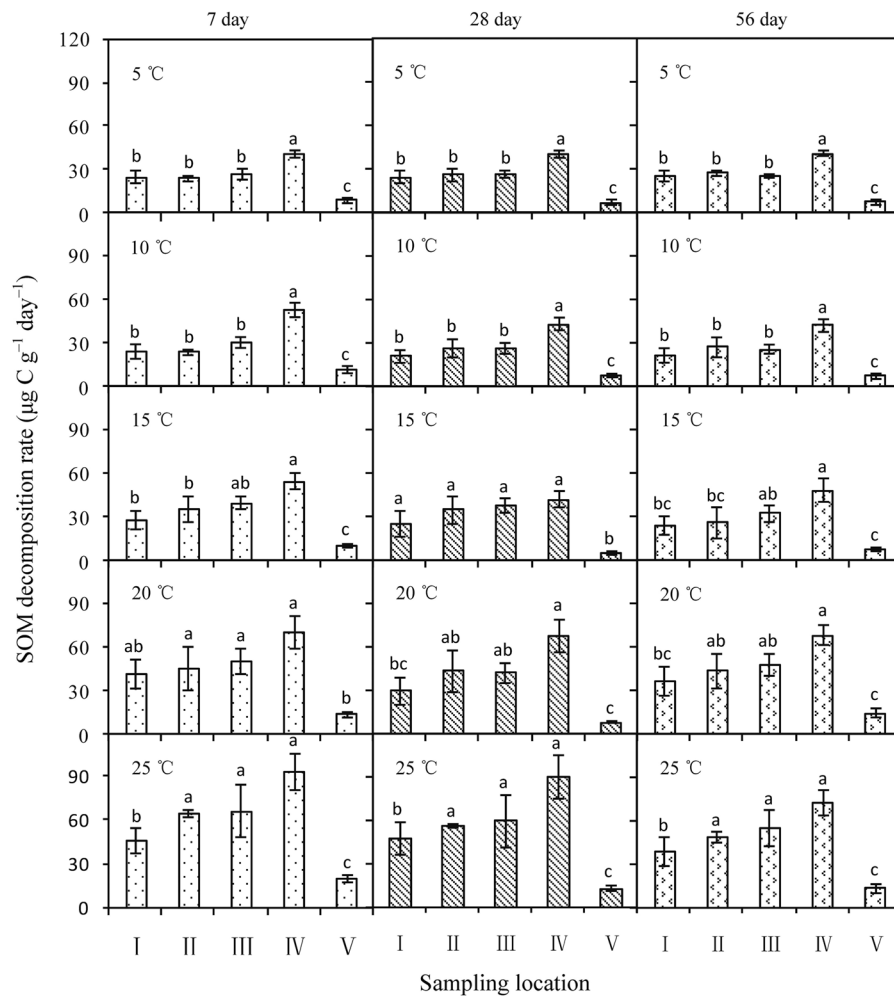 7 day 28 day 56 day
120
5 ℃ 5 ℃ 5 ℃
90
60
a a a
b b b b b b b b b
30
c c c
0
10 ℃ 10 ℃ 10 ℃
90
60
a a a
b b b b b b b b b
30
c c c
0
15 ℃ 15 ℃ 15 ℃
90
60
b b ab a a a a a bc bc ab a
30
c b c
0
20 ℃ 20 ℃ 20 ℃
90
60
ab a a a bc ab ab a bc ab ab a
30
b c c
0
25 ℃ 25 ℃ 25 ℃
90
60
b a a a b a a a b a a a
30
c c c
0
I II III IV V I II III IV V I II III IV V
Sampling location
SOM decomposition rate (μg C g⁻¹ day⁻¹)